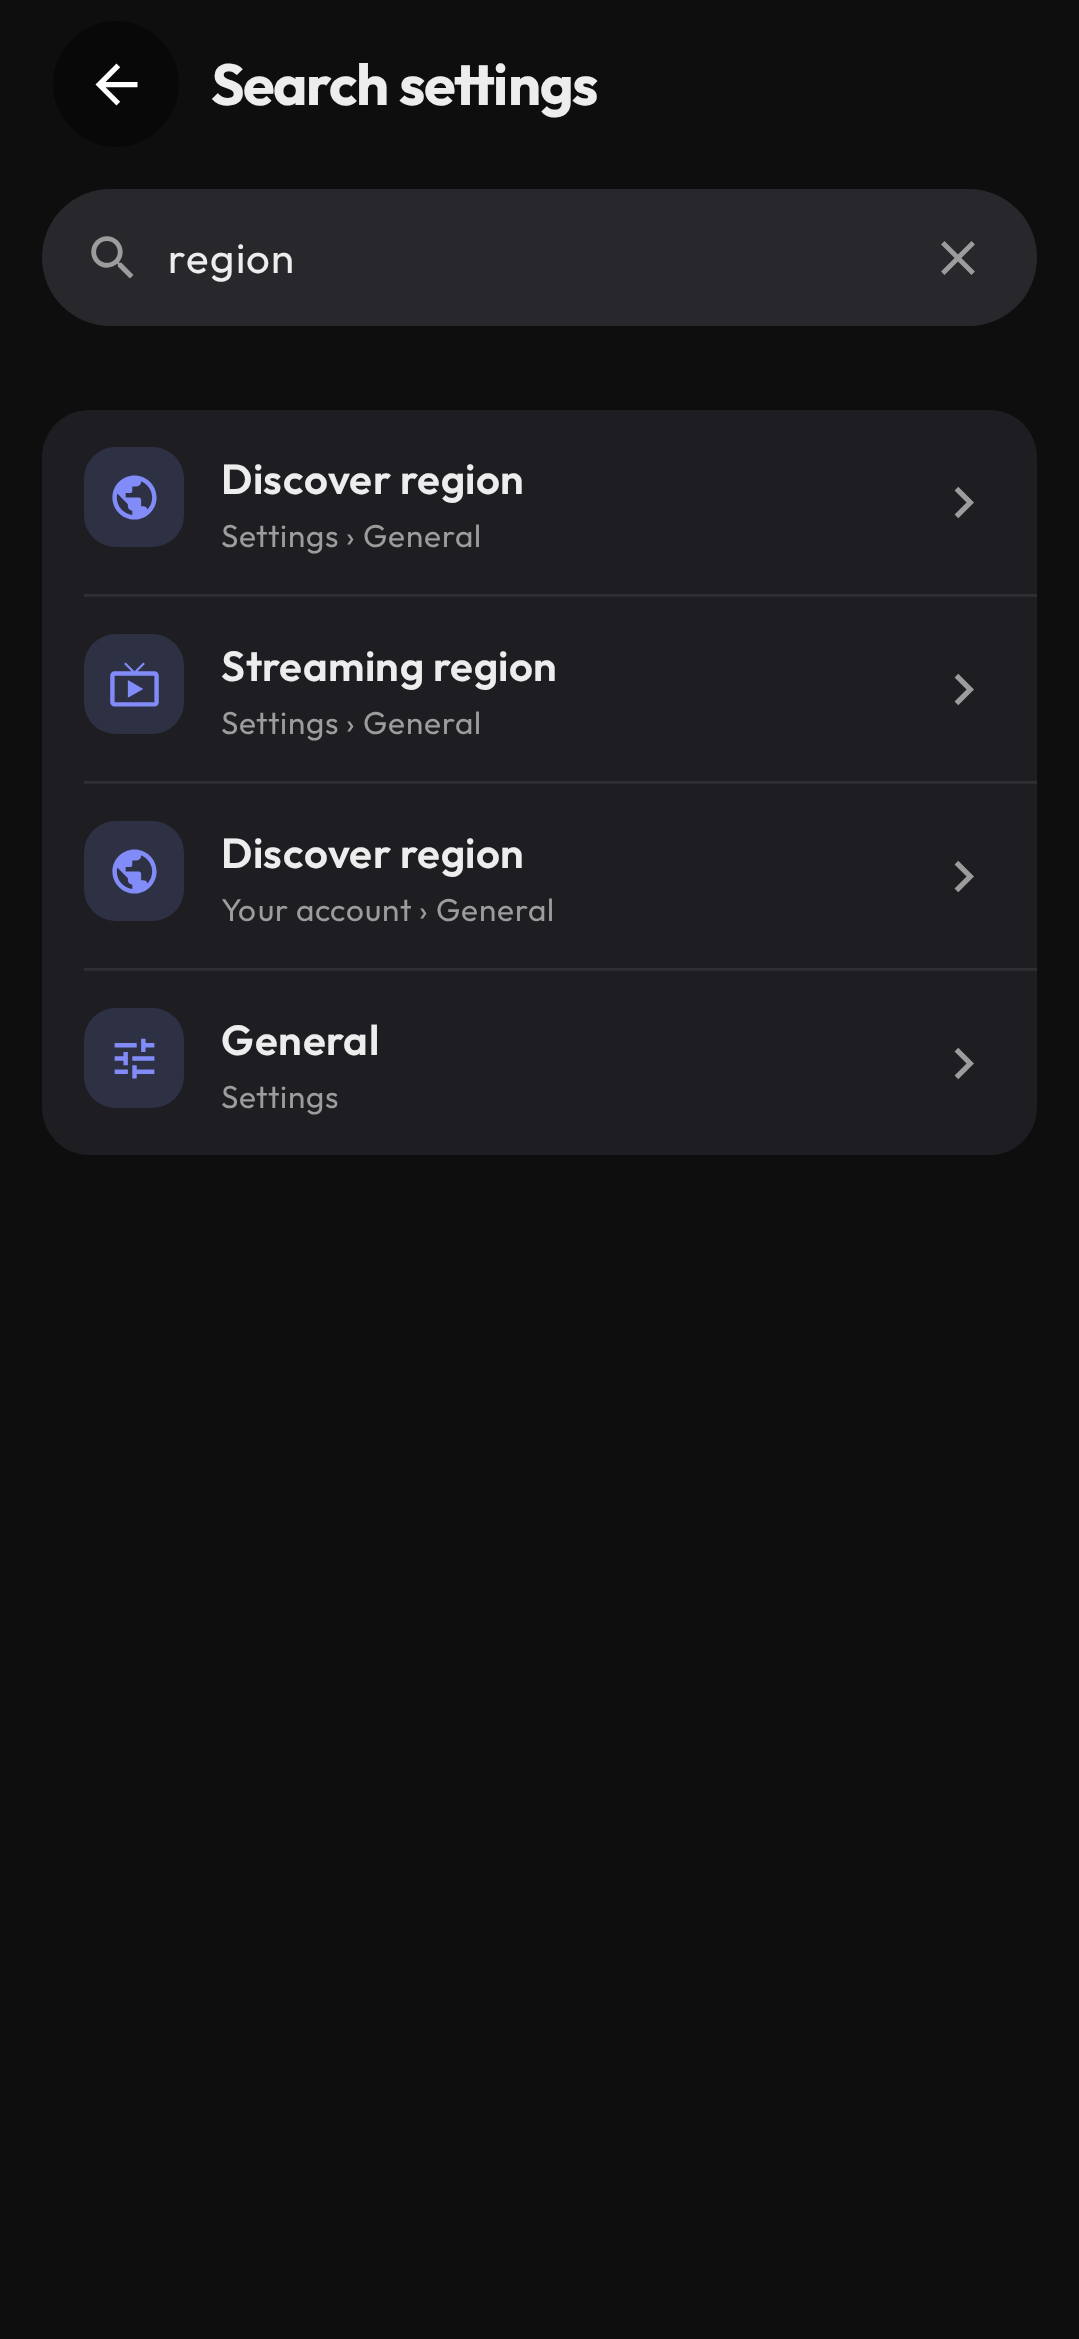 Search settings
region
Discover region
Settings › General
Streaming region
Settings › General
Discover region
Your account › General
General
Settings